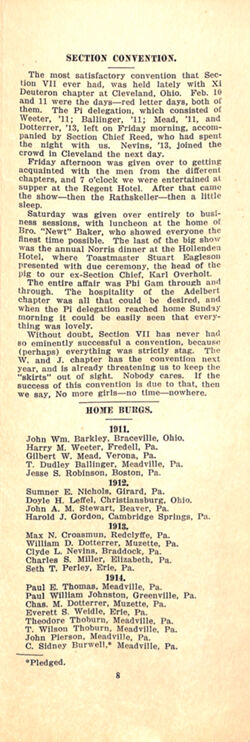 SECTION CONVENTION.
The most satisfactory convention that Sec-
tion VII ever had, was held lately with Xi
Deuteron chapter at Cleveland, Ohio. Feb. 10
and 11 were the days—red letter days, both of
them. The Pi delegation, which consisted of
Weeter, '11; Ballinger, '11; Mead, '11, and
Dotterrer, '13, left on Friday morning, accom-
panied by Section Chief Reed, who had spent
the night with us. Nevins, '13, joined the
crowd in Cleveland the next day.
Friday afternoon was given over to getting
acquainted with the men from the different
chapters, and 7 o'clock we were entertained at
supper at the Regent Hotel. After that came
the show—then the Rathskeller—then a little
sleep.
Saturday was given over entirely to busi-
ness sessions, with luncheon at the home of
Bro. "Newt" Baker, who showed everyone the
finest time possible. The last of the big show
was the annual Norris dinner at the Hollenden
Hotel, where Toastmaster Stuart Eagleson
presented with due ceremony, the head of the
pig to our ex-Section Chief, Karl Overholt.
The entire affair was Phi Gam through and
through. The hospitality of the Adelbert
chapter was all that could be desired, and
when the Pi delegation reached home Sunday
morning it could be easily seen that every-
thing was lovely.
Without doubt, Section VII has never had
so eminently successful a convention, because
(perhaps) everything was strictly stag. The
W. and J. chapter has the convention next
year, and is already threatening us to keep the
"skirts" out of sight. Nobody cares. If the
success of this convention is due to that, then
we say, No more girls—no time—nowhere.
HOME BURGS.
1911.
John Wm. Barkley, Braceville, Ohio.
Harry M. Weeter, Fredell, Pa.
Gilbert W. Mead, Verona, Pa.
T. Dudley Ballinger, Meadville, Pa.
Jesse S. Robinson, Boston, Pa.
1912.
Sumner E. Nichols, Girard, Pa.
Doyle H. Leffel, Christiansburg, Ohio.
John A. M. Stewart, Beaver, Pa.
Harold J. Gordon, Cambridge Springs, Pa.
1913.
Max N. Croasmun, Redclyffe, Pa.
William D. Dotterrer, Muzette, Pa.
Clyde L. Nevins, Braddock, Pa.
Charles S. Miller, Elizabeth, Pa.
Seth T. Perley, Erie, Pa.
1914.
Paul E. Thomas, Meadville, Pa.
Paul William Johnston, Greenville, Pa.
Chas. M. Dotterrer, Muzette, Pa.
Everett S. Weidle, Erie, Pa.
Theodore Thoburn, Meadville, Pa.
T. Wilson Thoburn, Meadville, Pa.
John Pierson, Meadville, Pa.
C. Sidney Burwell,* Meadville, Pa.
*Pledged.
8